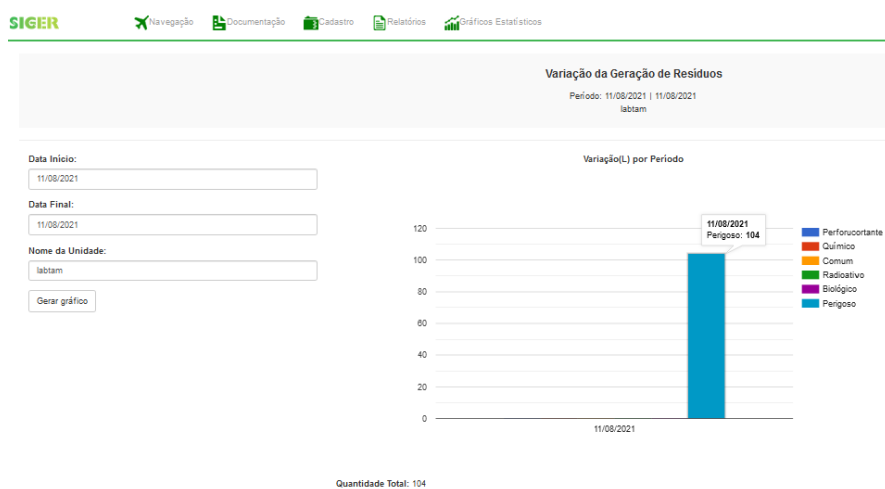 SIGER
Navegação
Documentação
Cadastro
Relatórios
Gráficos Estatísticos
Variação da Geração de Resíduos
Período: 11/08/2021 | 11/08/2021
labtam
Data Início:
11/08/2021
Data Final:
11/08/2021
Nome da Unidade:
labtam
Gerar gráfico
Variação(L) por Período
120
100
80
60
40
20
0
11/08/2021
Perigoso: 104
11/08/2021
Perforucortante
Químico
Comum
Radioativo
Biológico
Perigoso
Quantidade Total: 104